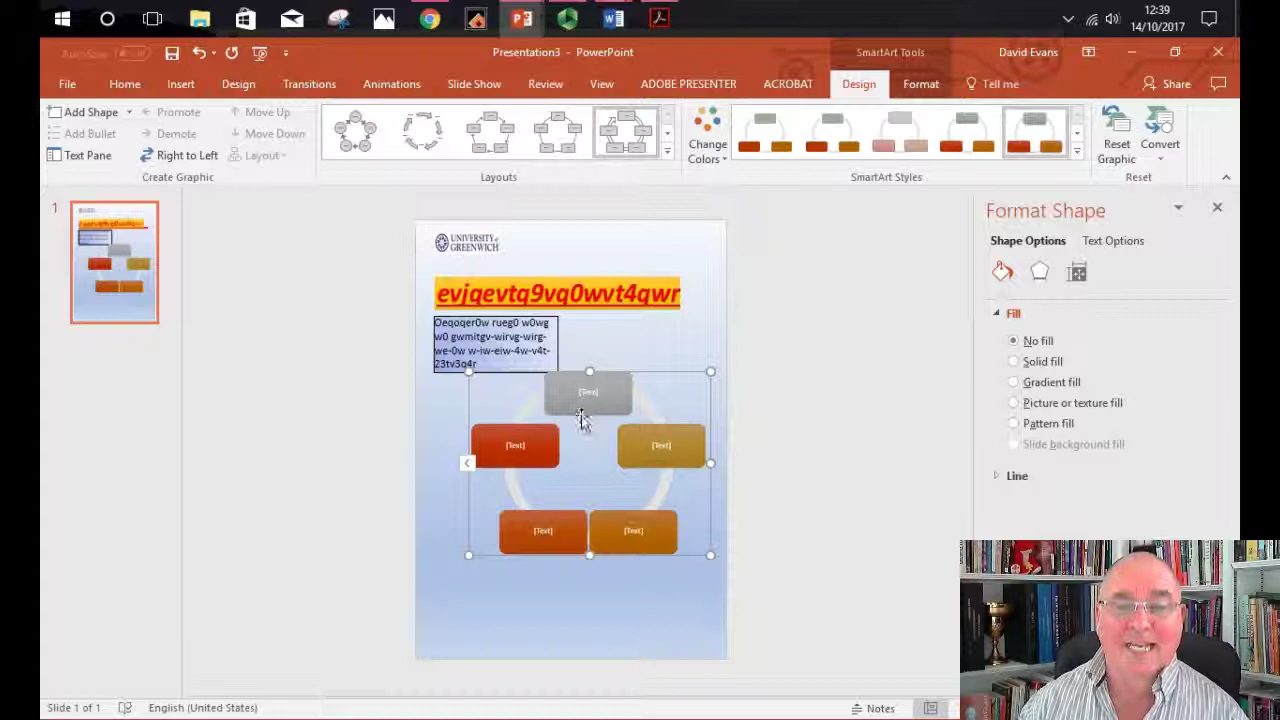 12:39
14/10/2017
AutoSave
Presentation3 - PowerPoint
SmartArt Tools
David Evans
File
Home
Insert
Design
Transitions
Animations
Slide Show
Review
View
ADOBE PRESENTER
ACROBAT
Design
Format
Tell me
Share
Add Shape
Promote
Move Up
Add Bullet
Demote
Move Down
Text Pane
Right to Left
Layout
Create Graphic
Layouts
Change
Colors
SmartArt Styles
Reset
Graphic
Convert
Reset
1
UNIVERSITY of
GREENWICH
evjqevtq9vq0wvt4qwr
Oeqoqer0w rueg0 w0wg
w0 gwmitgv-wirvg-wirg-
we-0w w-iw-eiw-4w-v4t-
23tv3q4r
[Text]
[Text]
[Text]
[Text]
[Text]
Format Shape
Shape Options
Text Options
Fill
No fill
Solid fill
Gradient fill
Picture or texture fill
Pattern fill
Slide background fill
Line
Slide 1 of 1
English (United States)
Notes